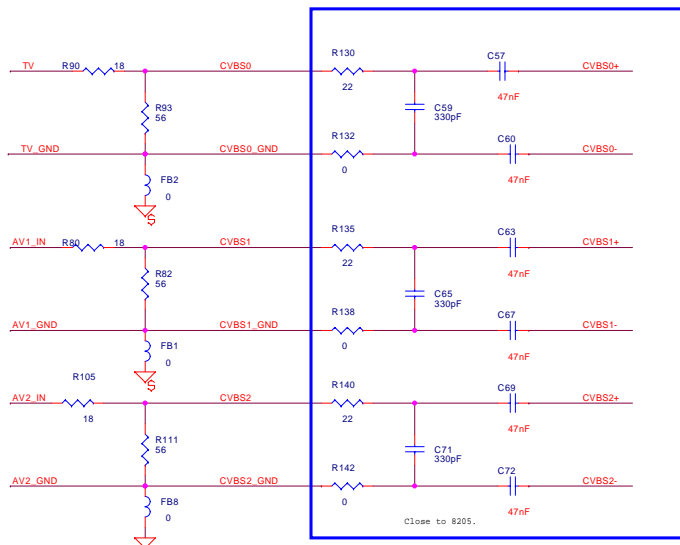 TV R90 18 CVBS0 R130 22 C57 47nF CVBS0+
R93 56
C59 330pF
TV_GND CVBS0_GND R132 0 C60 47nF CVBS0-
FB2 0
S
AV1_IN R80 18 CVBS1 R135 22 C63 47nF CVBS1+
R82 56
C65 330pF
AV1_GND CVBS1_GND R138 0 C67 47nF CVBS1-
FB1 0
S
R105
AV2_IN 18 CVBS2 R140 22 C69 47nF CVBS2+
R111 56
C71 330pF
AV2_GND CVBS2_GND R142 0 C72 47nF CVBS2-
FB8 0
Close to 8205.